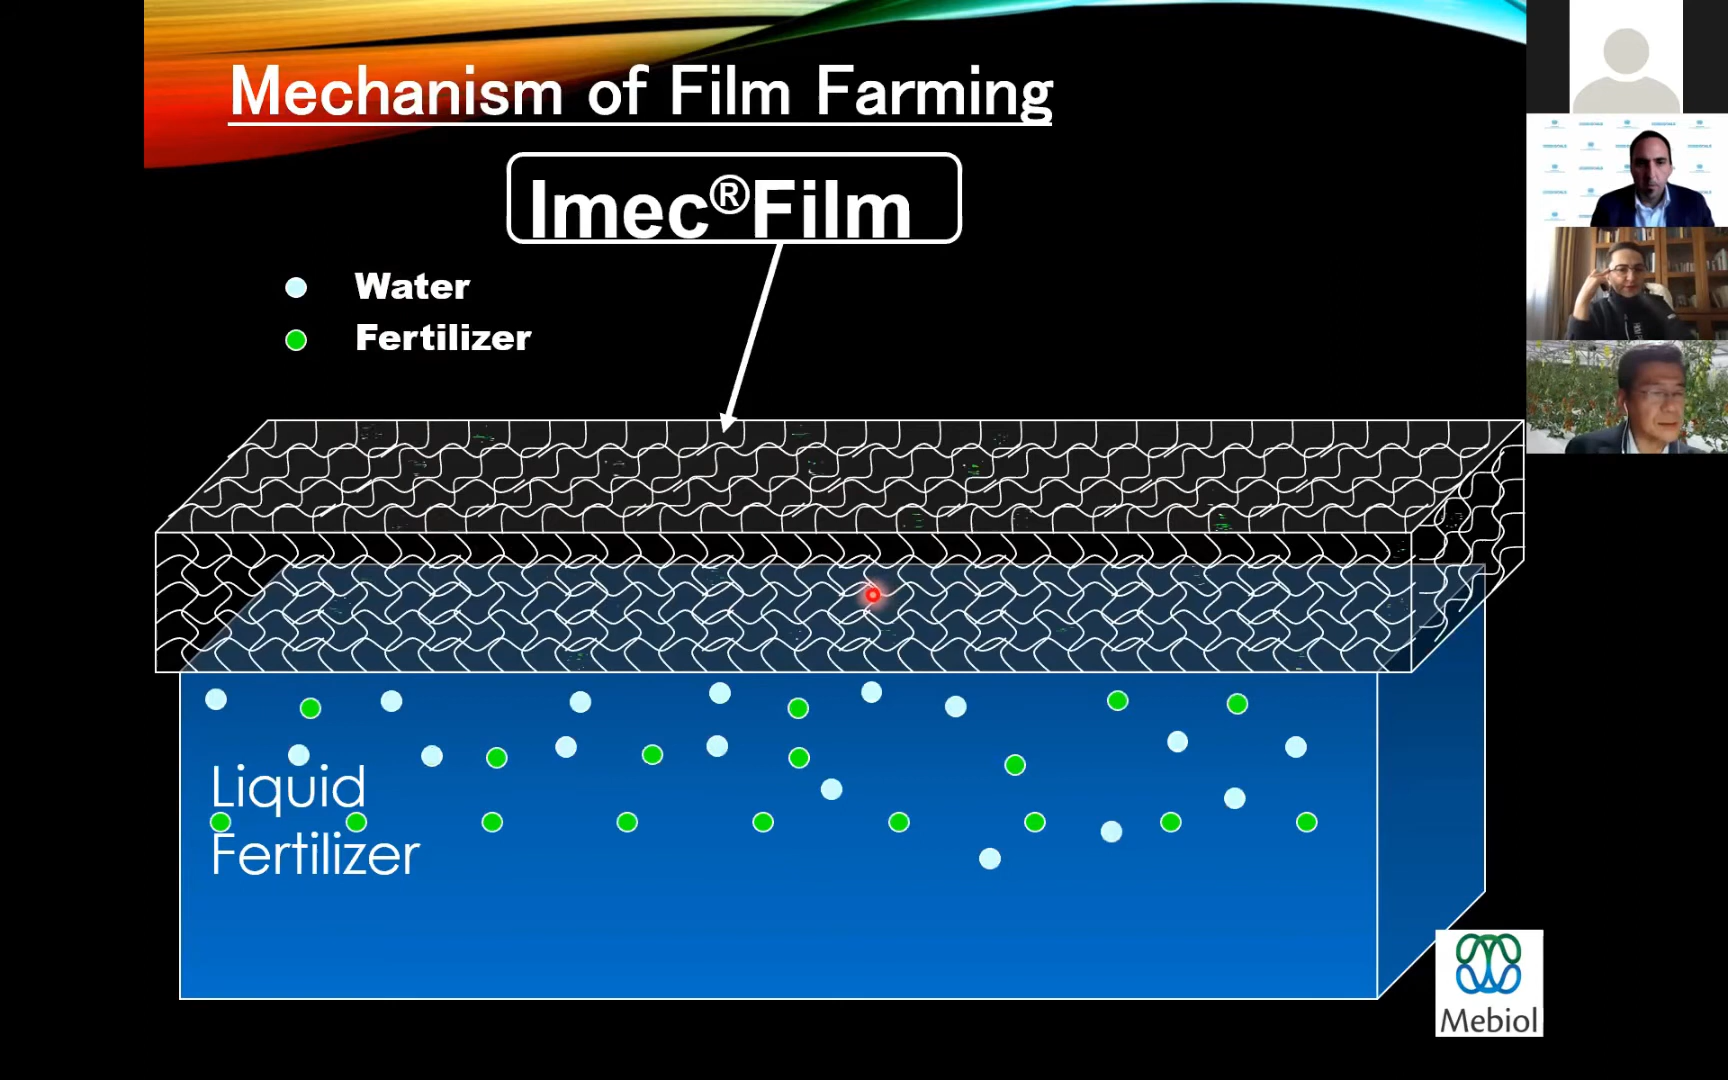 Mechanism of Film Farming
Imec®Film
Water
Fertilizer
Liquid
Fertilizer
Mebiol